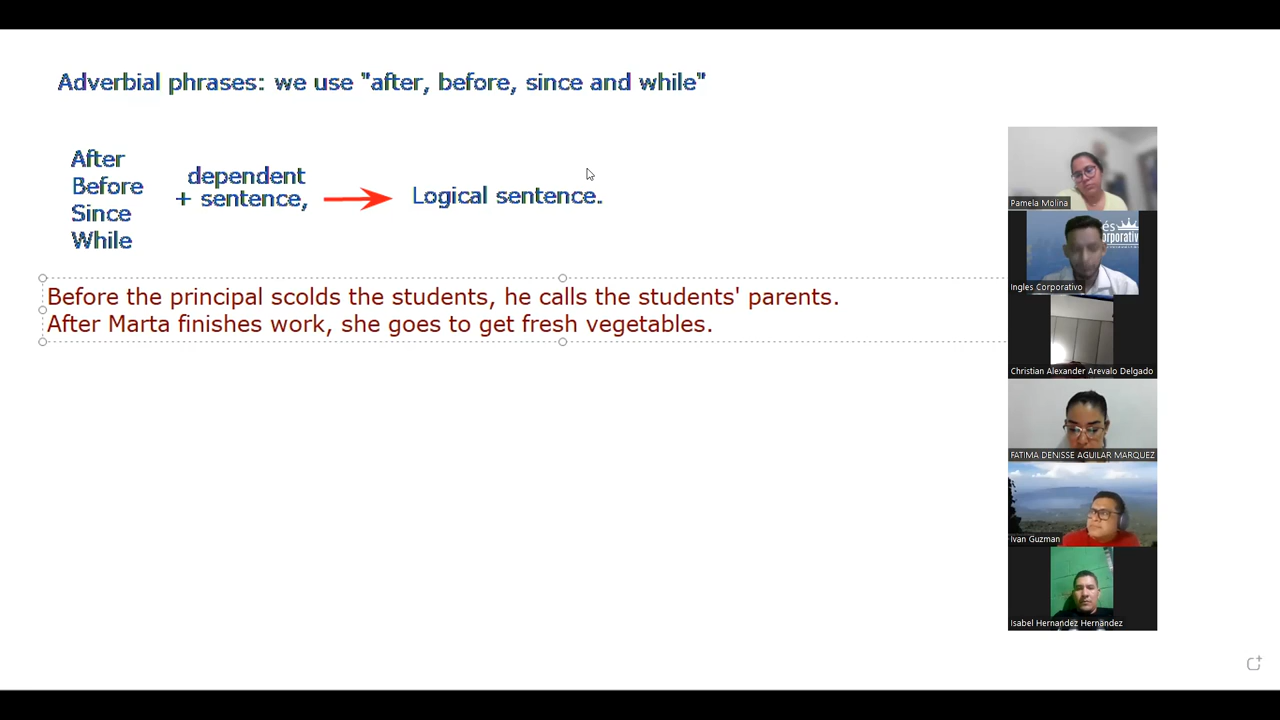 Adverbial phrases: we use "after, before, since and while"
After
Before
Since
While
dependent
+ sentence,
Logical sentence.
Before the principal scolds the students, he calls the students' parents.
After Marta finishes work, she goes to get fresh vegetables.
Pamela Molina
és
orporativ
Ingles Corporativo
Christian Alexander Arevalo Delgado
FATIMA DENISSE AGUILAR MARQUEZ
Ivan Guzman
Isabel Hernandez Hernández